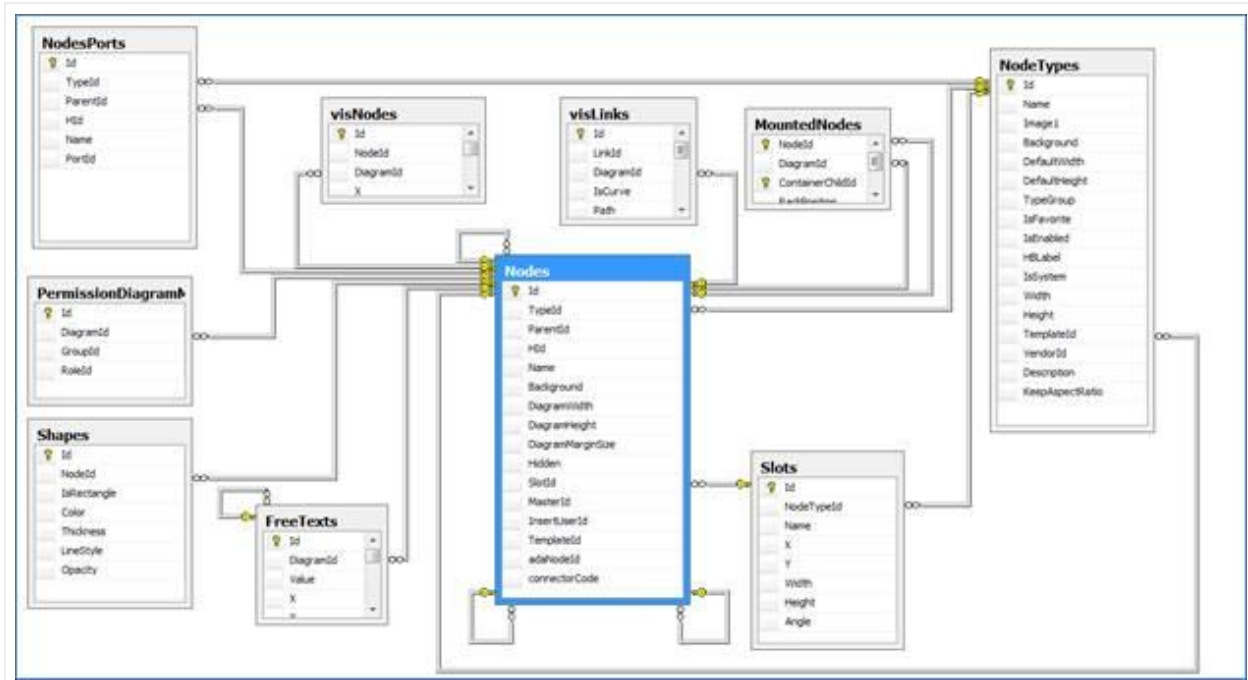 NodesPorts
Id
TypeId
ParentId
HId
Name
PortId
visNodes
Id
NodeId
DiagramId
X
visLinks
Id
LinkId
DiagramId
IsCurve
Path
MountedNodes
NodeId
DiagramId
ContainerChildId
NodeTypes
Id
Name
Image1
Background
DefaultWidth
DefaultHeight
TypeGroup
IsFavorite
IsEnabled
HBLabel
IsSystem
Width
Height
TemplateId
VendorId
Description
KeepAspectRatio
PermissionDiagram
Id
DiagramId
GroupId
RoleId
Nodes
Id
TypeId
ParentId
HId
Name
Background
DiagramWidth
DiagramHeight
DiagramMarginSize
Hidden
SlotId
MasterId
InsertUserId
TemplateId
adaNodeId
connectorCode
Shapes
Id
NodeId
IsRectangle
Color
Thickness
LineStyle
Opacity
FreeTexts
Id
DiagramId
Value
X
Slots
Id
NodeTypeId
Name
X
Y
Width
Height
Angle